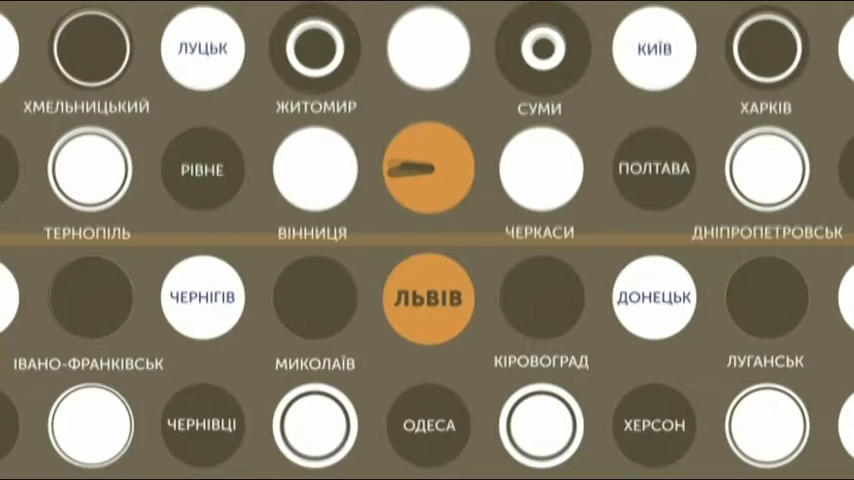 ЛУЦЬК
КИЇВ
ХМЕЛЬНИЦЬКИЙ
ЖИТОМИР
СУМИ
ХАРКІВ
РІВНЕ
ПОЛТАВА
ТЕРНОПІЛЬ
ВІННИЦЯ
ЧЕРКАСИ
ДНІПРОПЕТРОВСЬК
ЧЕРНІГІВ
ЛЬВІВ
ДОНЕЦЬК
ІВАНО-ФРАНКІВСЬК
МИКОЛАЇВ
КІРОВОГРАД
ЛУГАНСЬК
ЧЕРНІВЦІ
ОДЕСА
ХЕРСОН